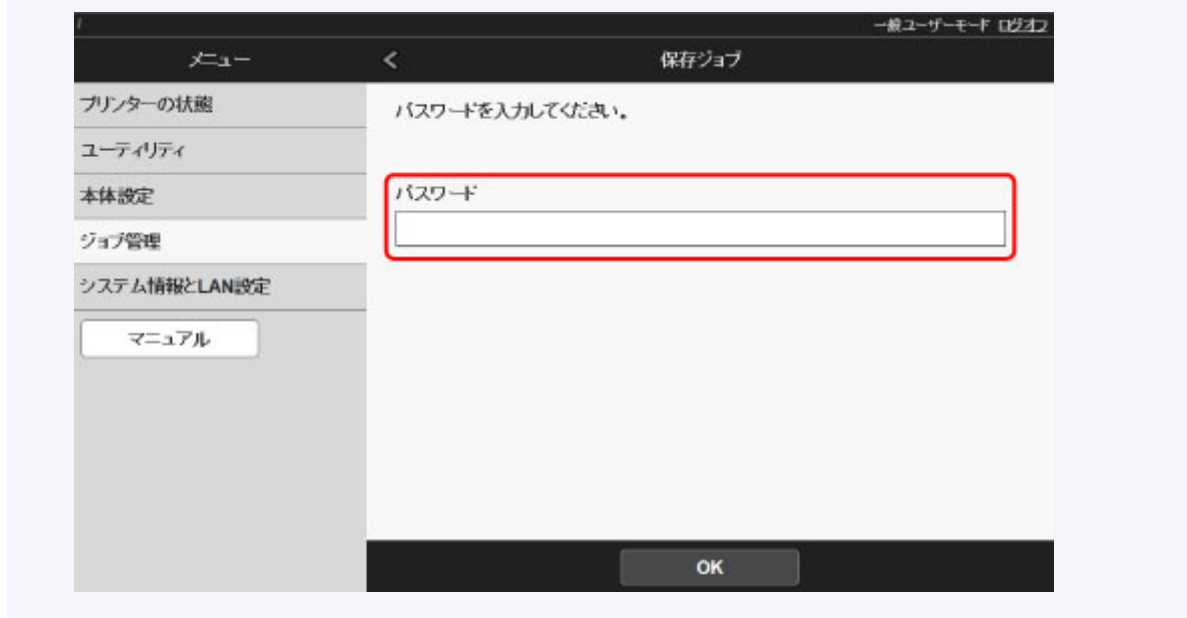 一般ユーザーモード ログオフ
メニュー
<
保存ジョブ
プリンターの状態
ユーティリティ
本体設定
ジョブ管理
システム情報とLAN設定
マニュアル
パスワードを入力してください。
パスワード
OK